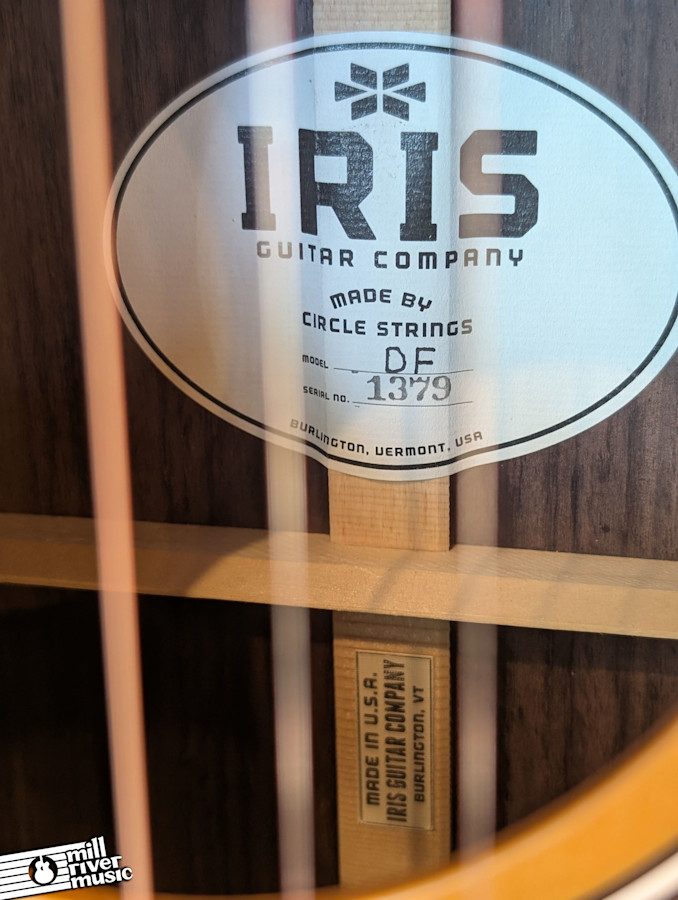 IRIS
GUITAR COMPANY
MADE BY
CIRCLE STRINGS
MODEL DF
SERIAL NO. 1379
BURLINGTON, VERMONT, USA
MADE IN U.S.A.
IRIS GUITAR COMPANY
BURLINGTON, VT
mill
river
music